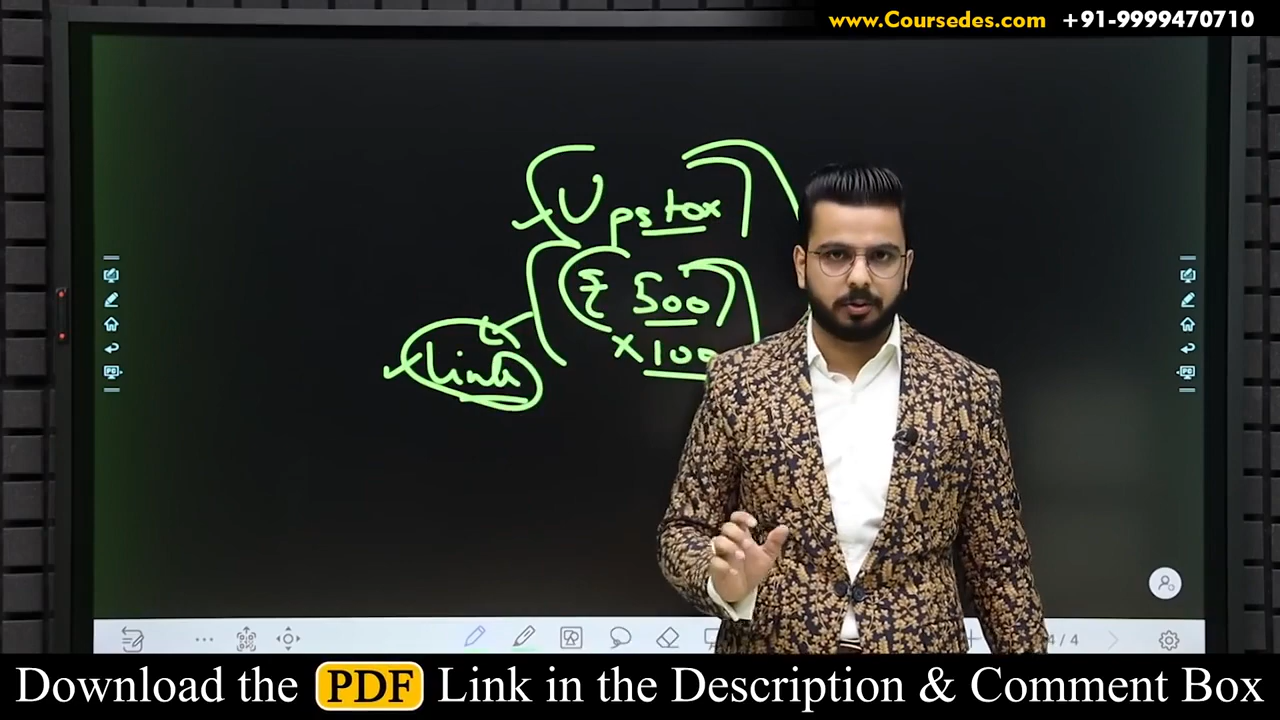 www.Coursedes.com +91-9999470710
Upstox
₹ 500
× 100
Link
4 / 4
Download the PDF Link in the Description & Comment Box